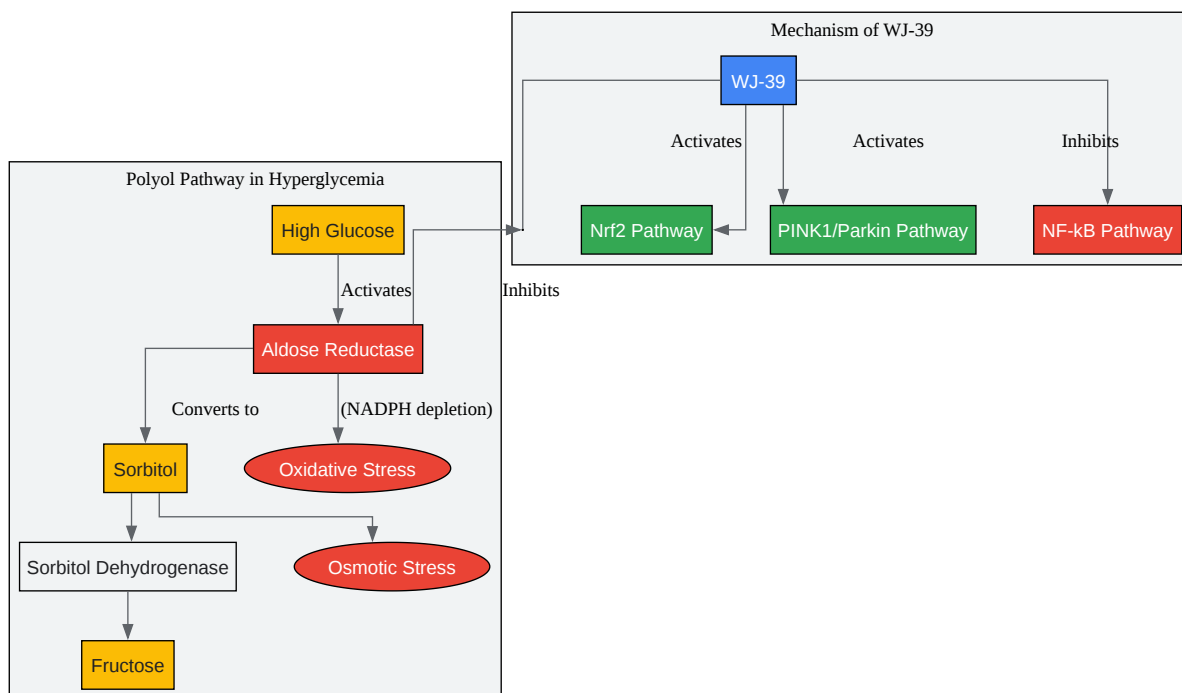 Mechanism of WJ-39
WJ-39
Activates
Activates
Inhibits
Nrf2 Pathway
PINK1/Parkin Pathway
NF-kB Pathway
Polyol Pathway in Hyperglycemia
High Glucose
Activates
Inhibits
Aldose Reductase
Converts to
(NADPH depletion)
Sorbitol
Oxidative Stress
Sorbitol Dehydrogenase
Osmotic Stress
Fructose